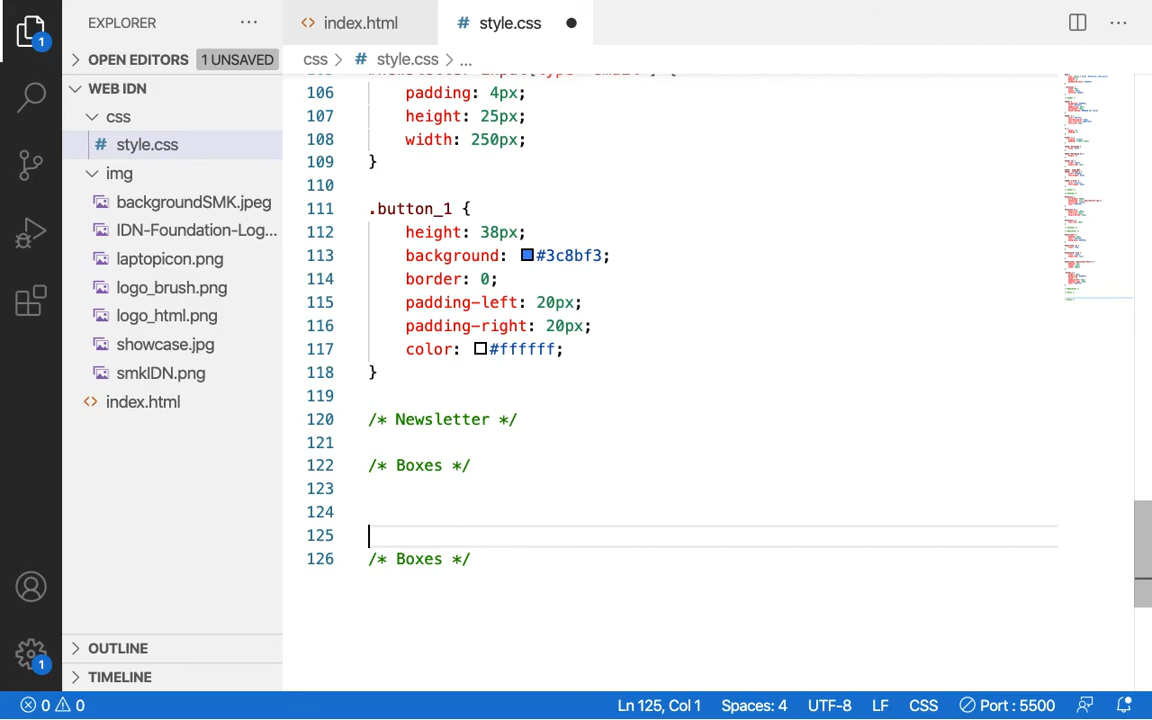 1
EXPLORER
···
OPEN EDITORS
1 UNSAVED
WEB IDN
css
# style.css
img
backgroundSMK.jpeg
IDN-Foundation-Log...
laptopicon.png
logo_brush.png
logo_html.png
showcase.jpg
smkIDN.png
<> index.html
OUTLINE
TIMELINE
1
<> index.html
# style.css ●
···
css > # style.css > ...
106 padding: 4px;
107 height: 25px;
108 width: 250px;
109 }
110
111 .button_1 {
112 height: 38px;
113 background: #3c8bf3;
114 border: 0;
115 padding-left: 20px;
116 padding-right: 20px;
117 color: #ffffff;
118 }
119
120 /* Newsletter */
121
122 /* Boxes */
123
124
125
126 /* Boxes */
0 0
Ln 125, Col 1
Spaces: 4
UTF-8
LF
CSS
Port : 5500